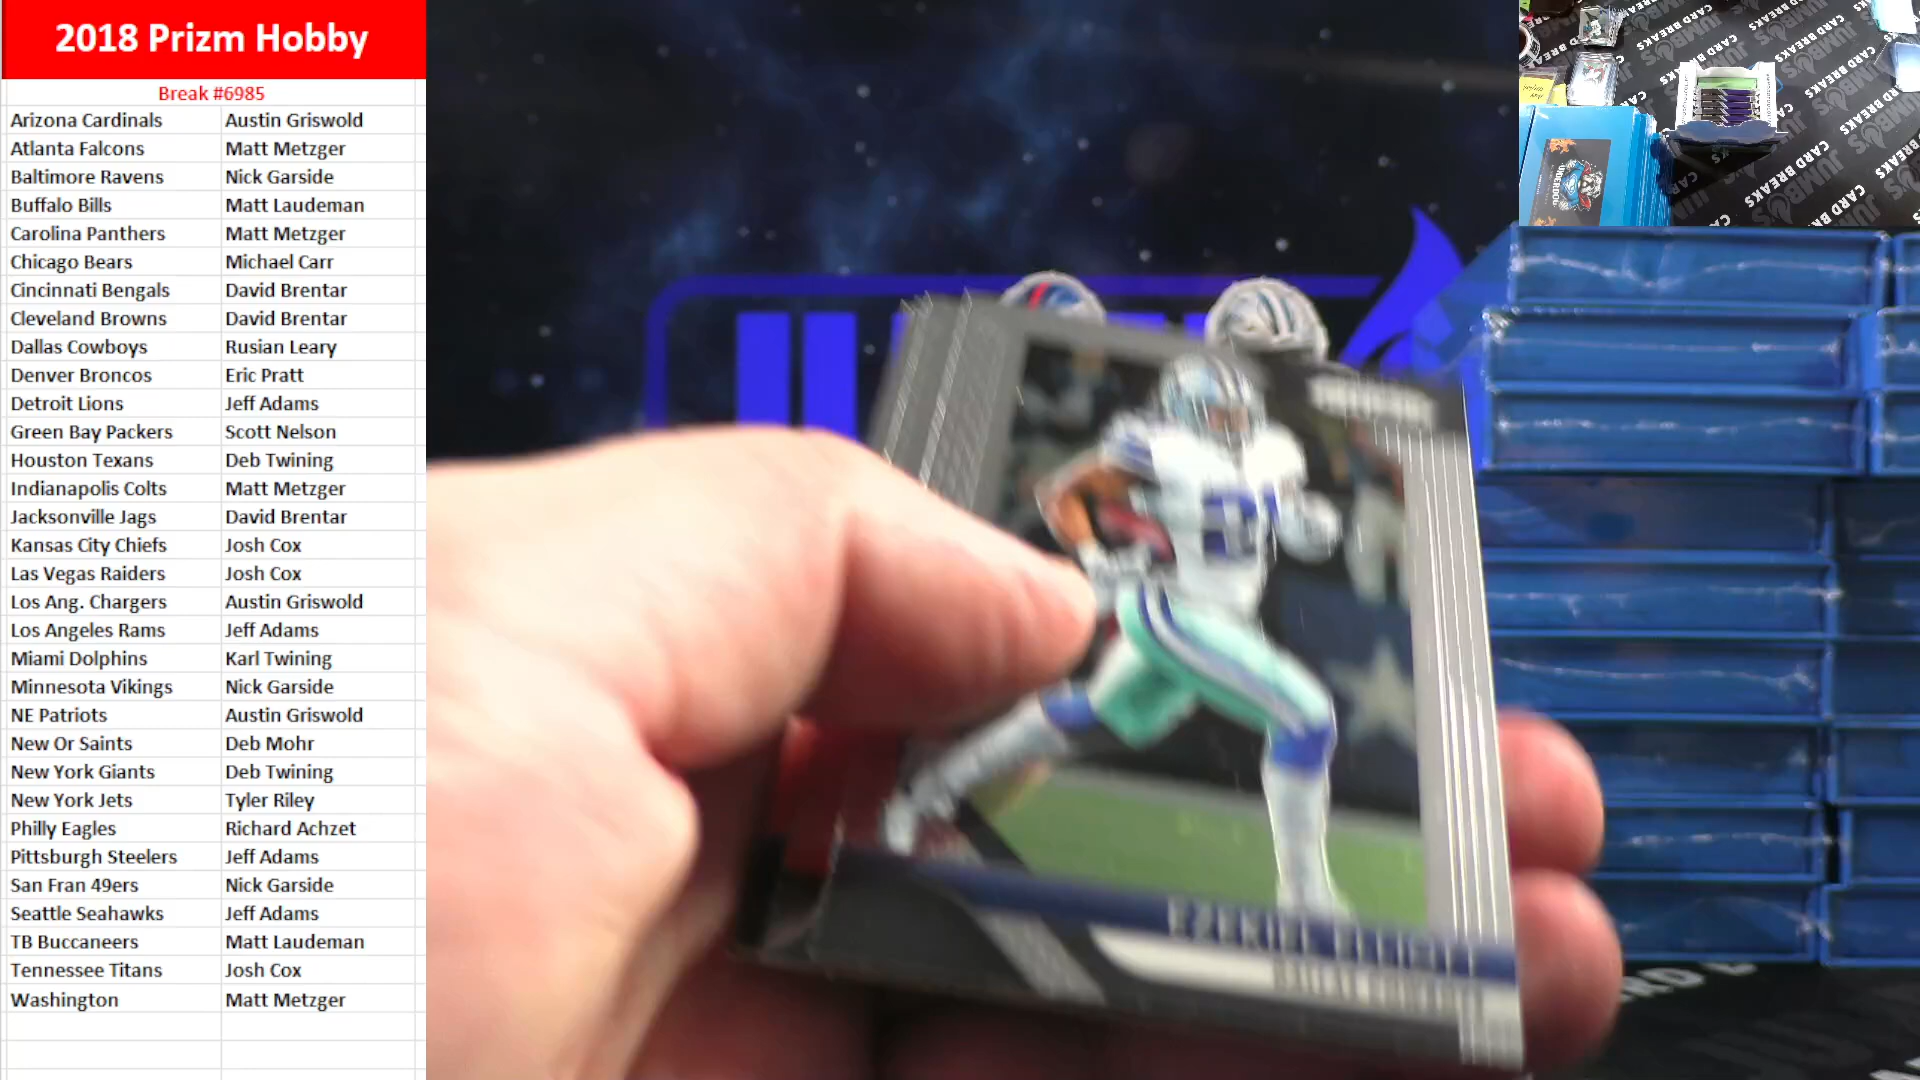 2018 Prizm Hobby
Break #6985
Arizona Cardinals Austin Griswold
Atlanta Falcons Matt Metzger
Baltimore Ravens Nick Garside
Buffalo Bills Matt Laudeman
Carolina Panthers Matt Metzger
Chicago Bears Michael Carr
Cincinnati Bengals David Brentar
Cleveland Browns David Brentar
Dallas Cowboys Rusian Leary
Denver Broncos Eric Pratt
Detroit Lions Jeff Adams
Green Bay Packers Scott Nelson
Houston Texans Deb Twining
Indianapolis Colts Matt Metzger
Jacksonville Jags David Brentar
Kansas City Chiefs Josh Cox
Las Vegas Raiders Josh Cox
Los Ang. Chargers Austin Griswold
Los Angeles Rams Jeff Adams
Miami Dolphins Karl Twining
Minnesota Vikings Nick Garside
NE Patriots Austin Griswold
New Or Saints Deb Mohr
New York Giants Deb Twining
New York Jets Tyler Riley
Philly Eagles Richard Achzet
Pittsburgh Steelers Jeff Adams
San Fran 49ers Nick Garside
Seattle Seahawks Jeff Adams
TB Buccaneers Matt Laudeman
Tennessee Titans Josh Cox
Washington Matt Metzger
JUMBO'S
CARD BREAKS
UNDERDOG
EZEKIEL ELLIOTT